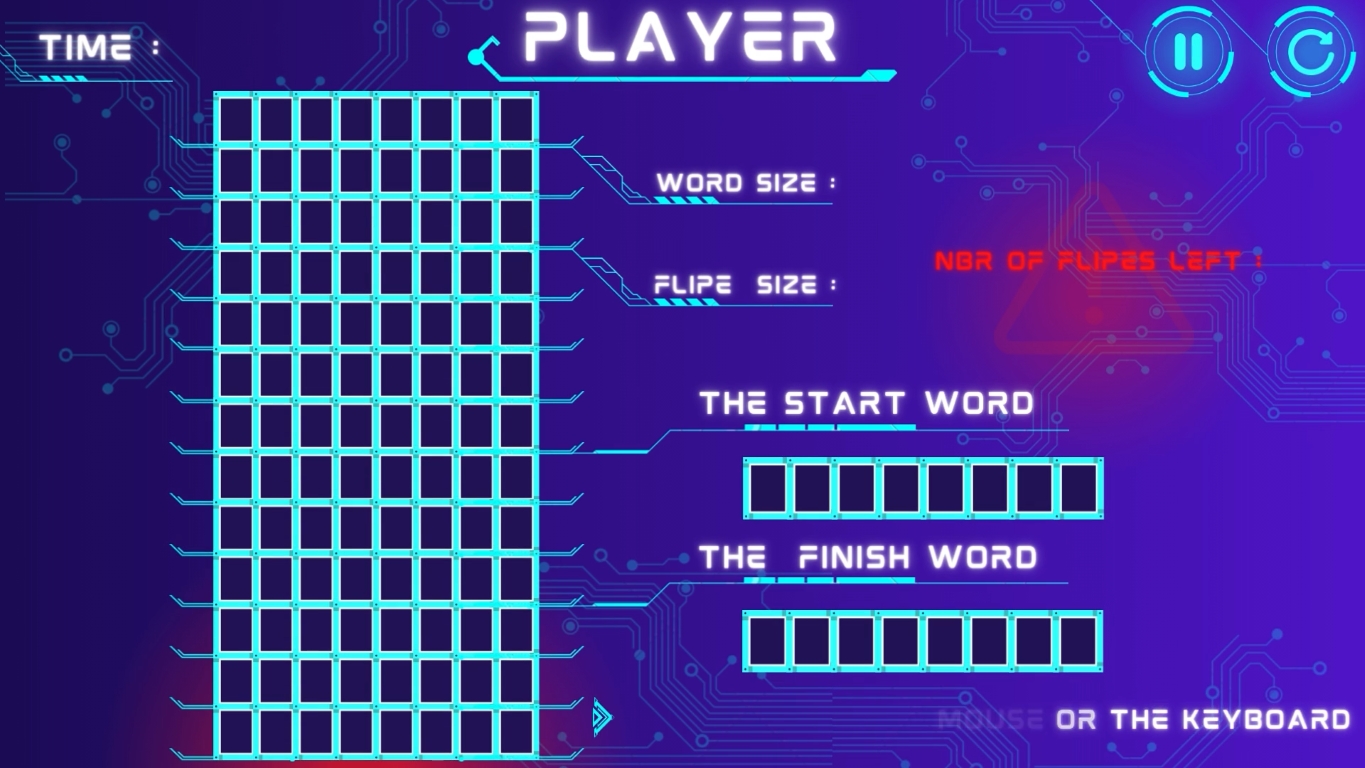 TIME :
PLAYER
WORD SIZE :
FLIPE SIZE :
NBR OF FLIPES LEFT :
THE START WORD
THE FINISH WORD
MOUSE OR THE KEYBOARD